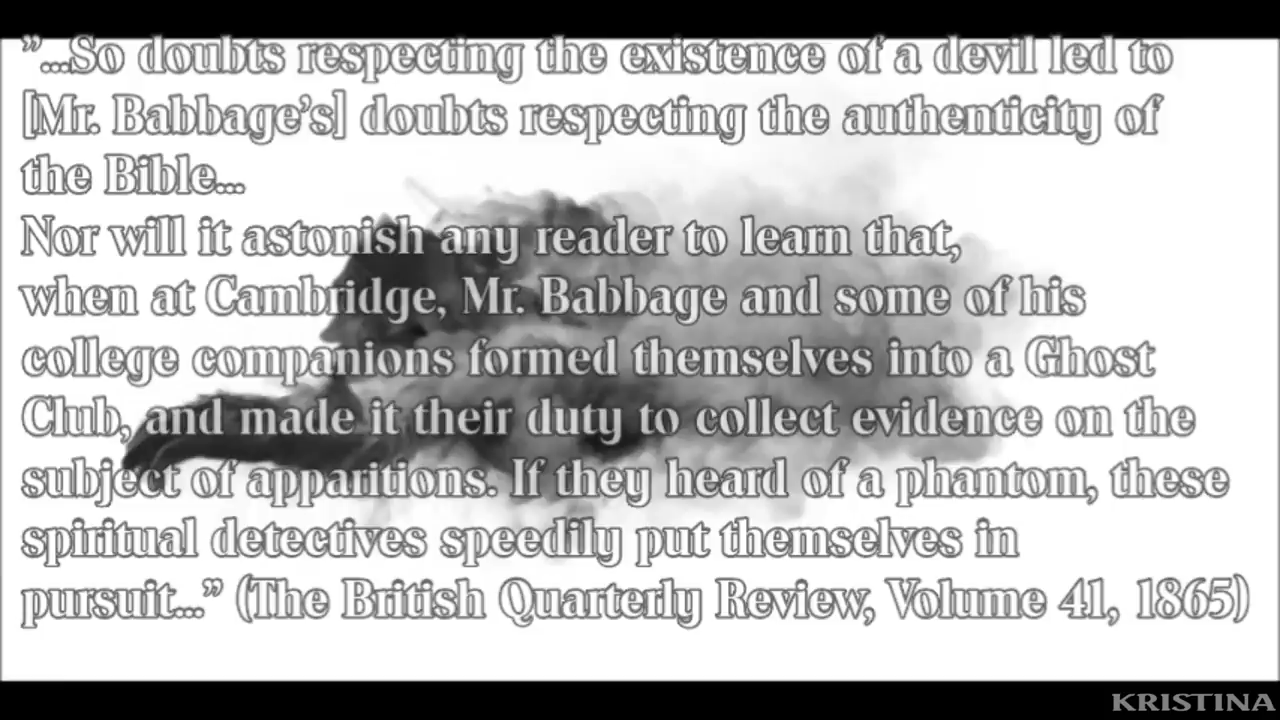 ”...So doubts respecting the existence of a devil led to
[Mr. Babbage’s] doubts respecting the authenticity of
the Bible...
Nor will it astonish any reader to learn that,
when at Cambridge, Mr. Babbage and some of his
college companions formed themselves into a Ghost
Club, and made it their duty to collect evidence on the
subject of apparitions. If they heard of a phantom, these
spiritual detectives speedily put themselves in
pursuit...” (The British Quarterly Review, Volume 41, 1865)
KRISTINA